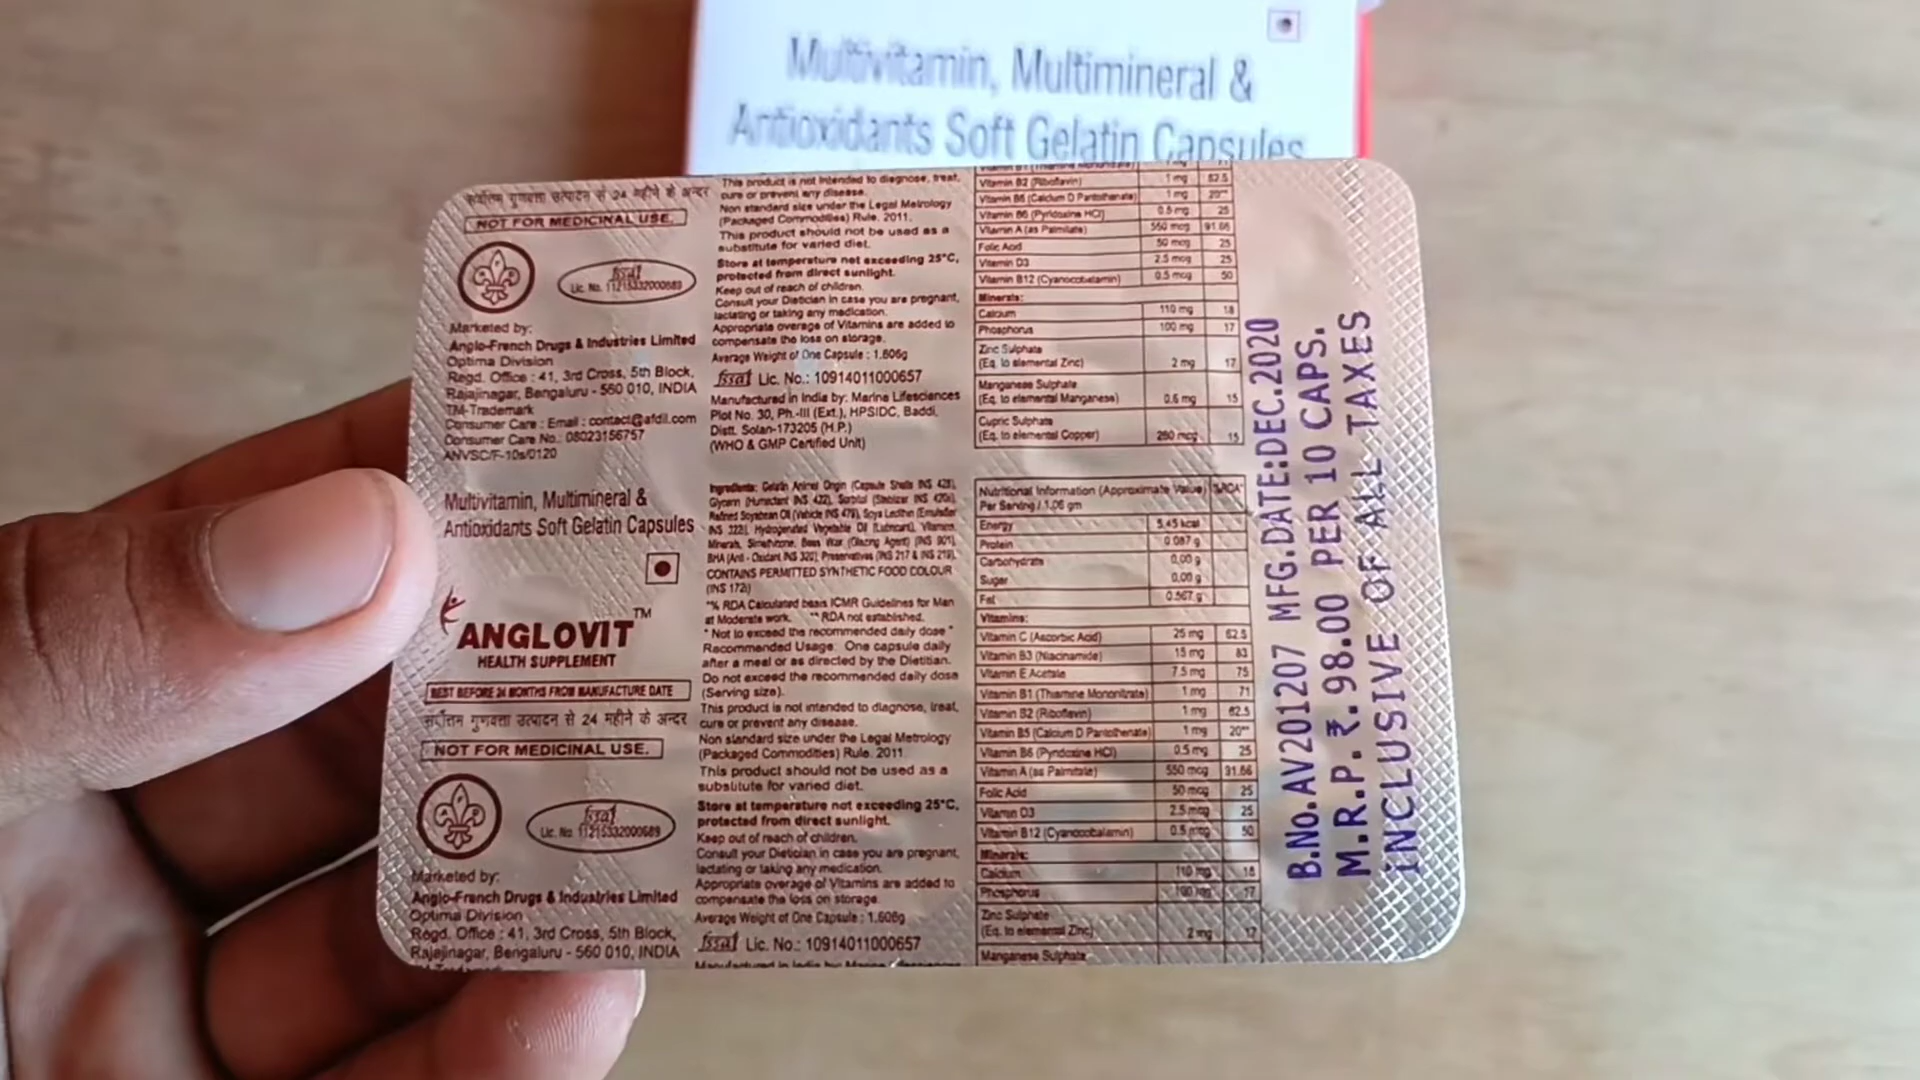 Multivitamin, Multimineral &
Antioxidants Soft Gelatin Capsules
सर्वोत्तम गुणवत्ता उत्पादन से 24 महीने के अन्दर
NOT FOR MEDICINAL USE.
fssai
Lic. No. 11215332000689
Marketed by:
Anglo-French Drugs & Industries Limited
Optima Division
Regd. Office : 41, 3rd Cross, 5th Block,
Rajajinagar, Bengaluru - 560 010, INDIA
TM-Trademark
Consumer Care : Email : contact@afdil.com
Consumer Care No.: 08023156757
ANVSC/F-10s/0120
Multivitamin, Multimineral &
Antioxidants Soft Gelatin Capsules
ANGLOVIT TM
HEALTH SUPPLEMENT
BEST BEFORE 24 MONTHS FROM MANUFACTURE DATE
सर्वोत्तम गुणवत्ता उत्पादन से 24 महीने के अन्दर
NOT FOR MEDICINAL USE.
fssai
Lic. No. 11215332000689
Marketed by:
Anglo-French Drugs & Industries Limited
Optima Division
Regd. Office : 41, 3rd Cross, 5th Block,
Rajajinagar, Bengaluru - 560 010, INDIA
This product is not intended to diagnose, treat,
cure or prevent any disease.
Non standard size under the Legal Metrology
(Packaged Commodities) Rule, 2011.
This product should not be used as a
substitute for varied diet.
Store at temperature not exceeding 25°C,
protected from direct sunlight.
Keep out of reach of children.
Consult your Dietician in case you are pregnant,
lactating or taking any medication.
Appropriate overage of Vitamins are added to
compensate the loss on storage.
Average Weight of One Capsule : 1.606g
fssai Lic. No.: 10914011000657
Manufactured in India by: Marine Lifesciences
Plot No. 30, Ph.-III (Ext.), HPSIDC, Baddi,
Distt. Solan-173205 (H.P.)
(WHO & GMP Certified Unit)
Ingredients: Gelatin Animal Origin (Capsule Shells INS 428),
Glycerin (Humectant INS 422), Sorbitol (Stabilizer INS 420ii),
Refined Soyabean Oil (Vehicle INS 479), Soya Lecithin (Emulsifier
INS 322), Hydrogenated Vegetable Oil (Lubricant), Vitamins,
Minerals, Simethicone, Bees Wax (Glazing Agent) (INS 901),
BHA (Anti - Oxidant INS 320), Preservatives (INS 217 & INS 219).
CONTAINS PERMITTED SYNTHETIC FOOD COLOUR
(INS 172i)
*% RDA Calculated basis ICMR Guidelines for Man
at Moderate work. ** RDA not established.
* Not to exceed the recommended daily dose *
Recommended Usage: One capsule daily
after a meal or as directed by the Dietitian.
Do not exceed the recommended daily dose
(Serving size).
This product is not intended to diagnose, treat,
cure or prevent any disease.
Non standard size under the Legal Metrology
(Packaged Commodities) Rule, 2011.
This product should not be used as a
substitute for varied diet.
Store at temperature not exceeding 25°C,
protected from direct sunlight.
Keep out of reach of children.
Consult your Dietician in case you are pregnant,
lactating or taking any medication.
Appropriate overage of Vitamins are added to
compensate the loss on storage.
Average Weight of One Capsule : 1.606g
fssai Lic. No.: 10914011000657
Manufactured in India by: Marine Lifesciences
Vitamin B2 (Riboflavin) 1 mg 62.5
Vitamin B5 (Calcium D Pantothenate) 1 mg 20**
Vitamin B6 (Pyridoxine HCl) 0.5 mg 25
Vitamin A (as Palmitate) 550 mcg 91.66
Folic Acid 50 mcg 25
Vitamin D3 2.5 mcg 25
Vitamin B12 (Cyanocobalamin) 0.5 mcg 50
Minerals:
Calcium 110 mg 18
Phosphorus 100 mg 17
Zinc Sulphate
(Eq. to elemental Zinc) 2 mg 17
Manganese Sulphate
(Eq. to elemental Manganese) 0.6 mg 15
Cupric Sulphate
(Eq. to elemental Copper) 260 mcg 15
Nutritional Information (Approximate Value) %RDA*
Per Serving / 1.06 gm
Energy 5.45 kcal
Protein 0.087 g
Carbohydrate 0.00 g
Sugar 0.00 g
Fat 0.567 g
Vitamins:
Vitamin C (Ascorbic Acid) 25 mg 62.5
Vitamin B3 (Niacinamide) 15 mg 83
Vitamin E Acetate 7.5 mg 75
Vitamin B1 (Thiamine Mononitrate) 1 mg 71
Vitamin B2 (Riboflavin) 1 mg 62.5
Vitamin B5 (Calcium D Pantothenate) 1 mg 20**
Vitamin B6 (Pyridoxine HCl) 0.5 mg 25
Vitamin A (as Palmitate) 550 mcg 91.66
Folic Acid 50 mcg 25
Vitamin D3 2.5 mcg 25
Vitamin B12 (Cyanocobalamin) 0.5 mcg 50
Minerals:
Calcium 110 mg 18
Phosphorus 100 mg 17
Zinc Sulphate
(Eq. to elemental Zinc) 2 mg 17
Manganese Sulphate
B.No.AV201207 MFG.DATE:DEC.2020
M.R.P. ₹.98.00 PER 10 CAPS.
INCLUSIVE OF ALL TAXES